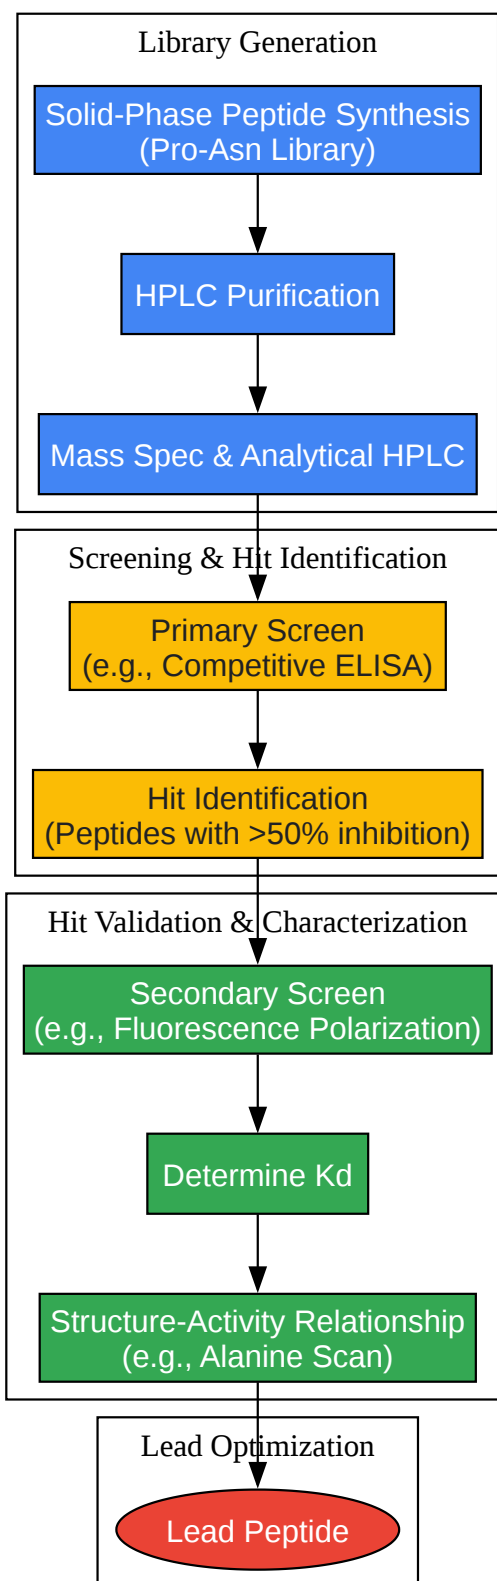 Library Generation
Solid-Phase Peptide Synthesis
(Pro-Asn Library)
HPLC Purification
Mass Spec & Analytical HPLC
Screening & Hit Identification
Primary Screen
(e.g., Competitive ELISA)
Hit Identification
(Peptides with >50% inhibition)
Hit Validation & Characterization
Secondary Screen
(e.g., Fluorescence Polarization)
Determine Kd
Structure-Activity Relationship
(e.g., Alanine Scan)
Lead Optimization
Lead Peptide